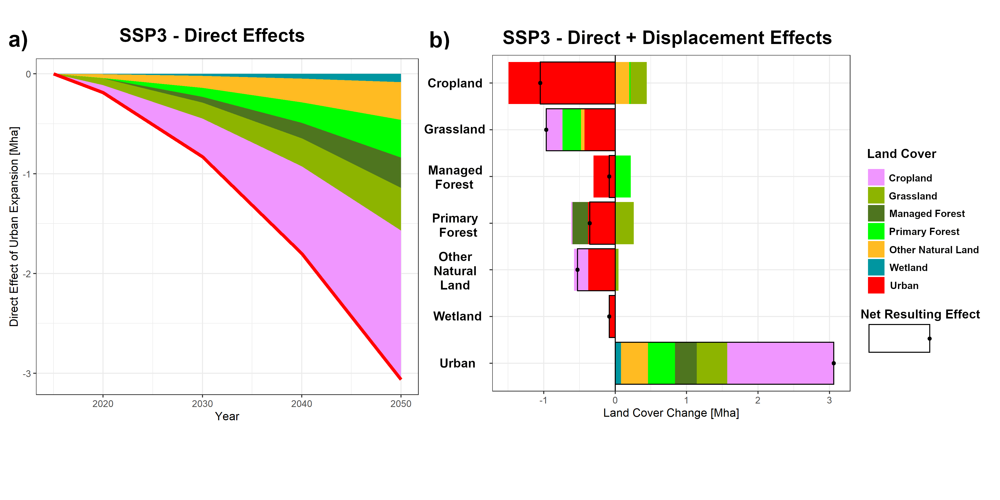 a)
SSP3 - Direct Effects
0
-1
-2
-3
Direct Effect of Urban Expansion [Mha]
2020
2030
2040
2050
Year
b)
SSP3 - Direct + Displacement Effects
Cropland
Grassland
Managed
Forest
Primary
Forest
Other
Natural
Land
Wetland
Urban
-1
0
1
2
3
Land Cover Change [Mha]
Land Cover
Cropland
Grassland
Managed Forest
Primary Forest
Other Natural Land
Wetland
Urban
Net Resulting Effect